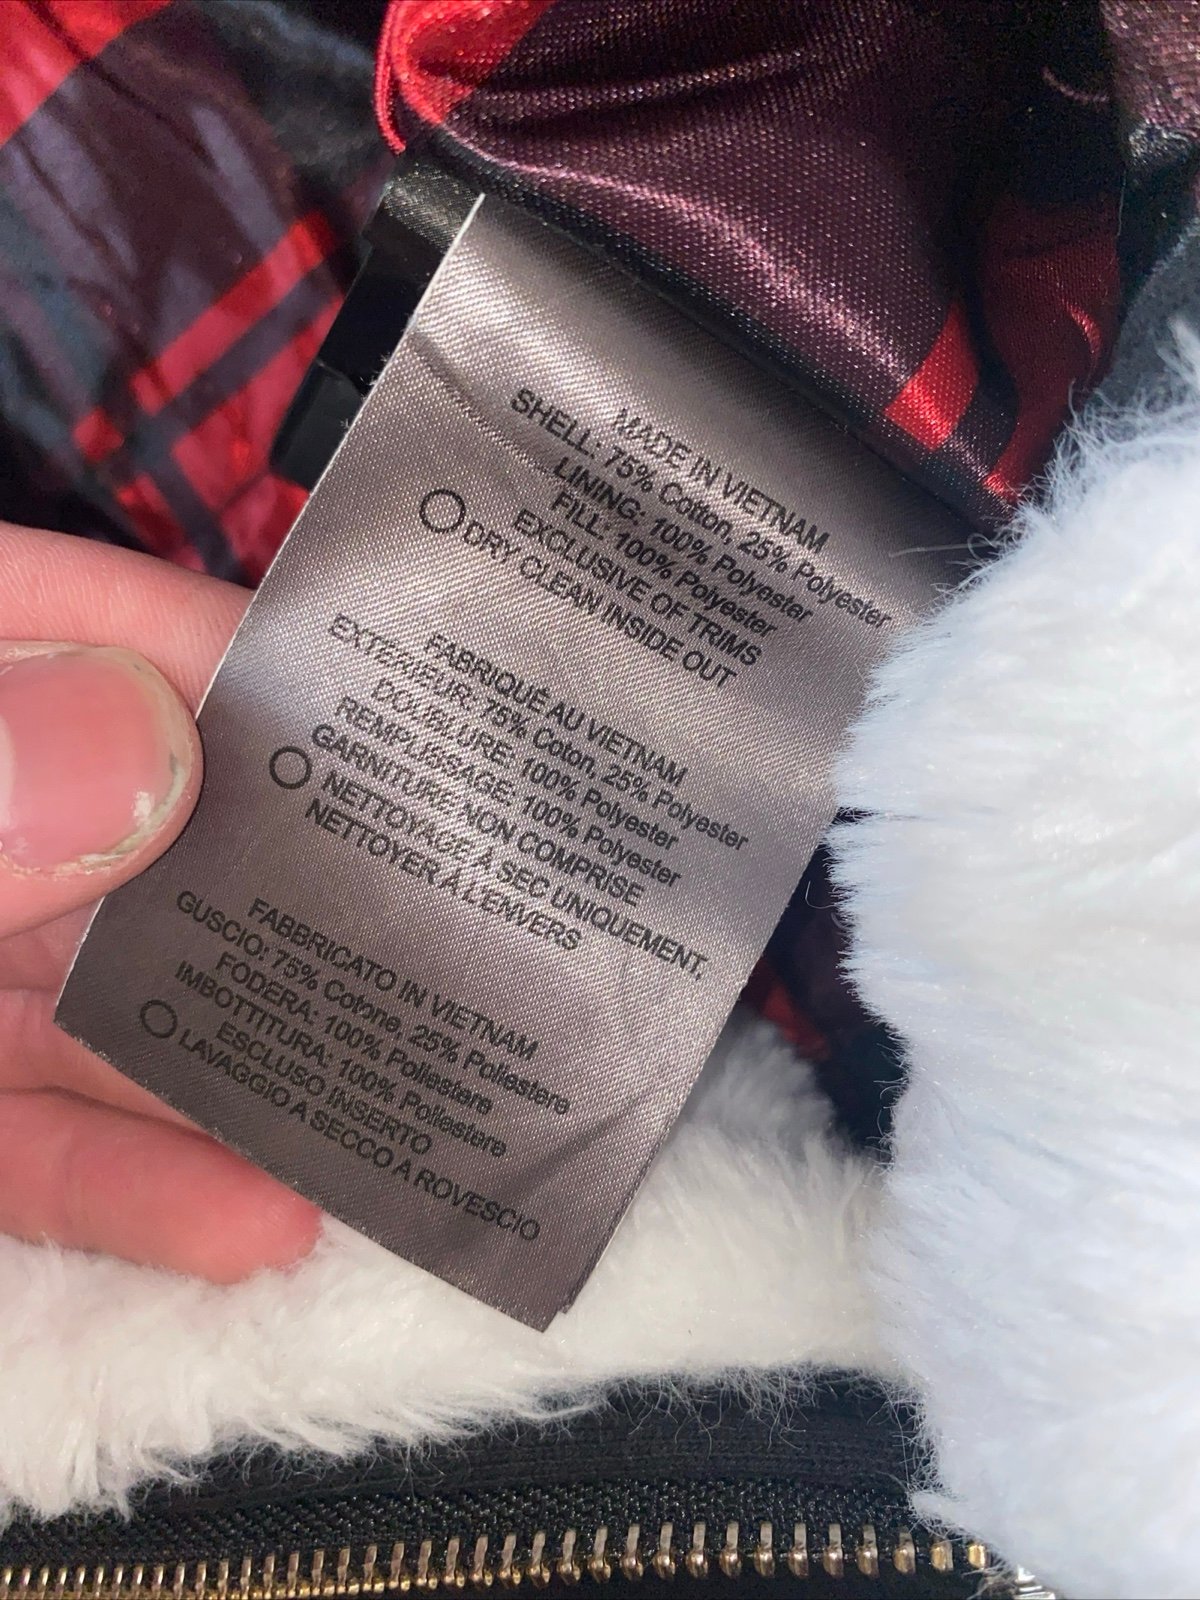 MADE IN VIETNAM
SHELL: 75% Cotton, 25% Polyester
LINING: 100% Polyester
FILL: 100% Polyester
EXCLUSIVE OF TRIMS
DRY CLEAN INSIDE OUT
FABRIQUÉ AU VIETNAM
EXTERIEUR: 75% Coton, 25% Polyester
DOUBLURE: 100% Polyester
REMPLISSAGE: 100% Polyester
GARNITURE NON COMPRISE
NETTOYAGE À SEC UNIQUEMENT.
NETTOYER À L'ENVERS
FABBRICATO IN VIETNAM
GUSCIO: 75% Cotone, 25% Poliestere
FODERA: 100% Poliestere
IMBOTTITURA: 100% Poliestere
ESCLUSO INSERTO
LAVAGGIO A SECCO A ROVESCIO